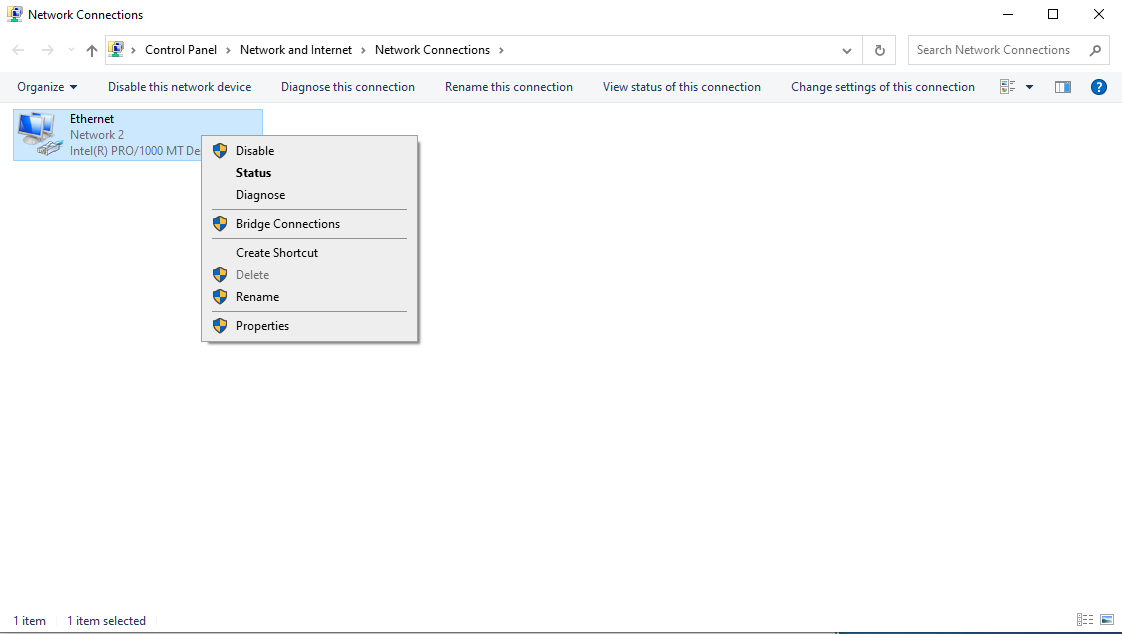 Network Connections
Control Panel > Network and Internet > Network Connections >
Search Network Connections
Organize Disable this network device Diagnose this connection Rename this connection View status of this connection Change settings of this connection
Ethernet
Network 2
Intel(R) PRO/1000 MT De
Disable
Status
Diagnose
Bridge Connections
Create Shortcut
Delete
Rename
Properties
1 item 1 item selected